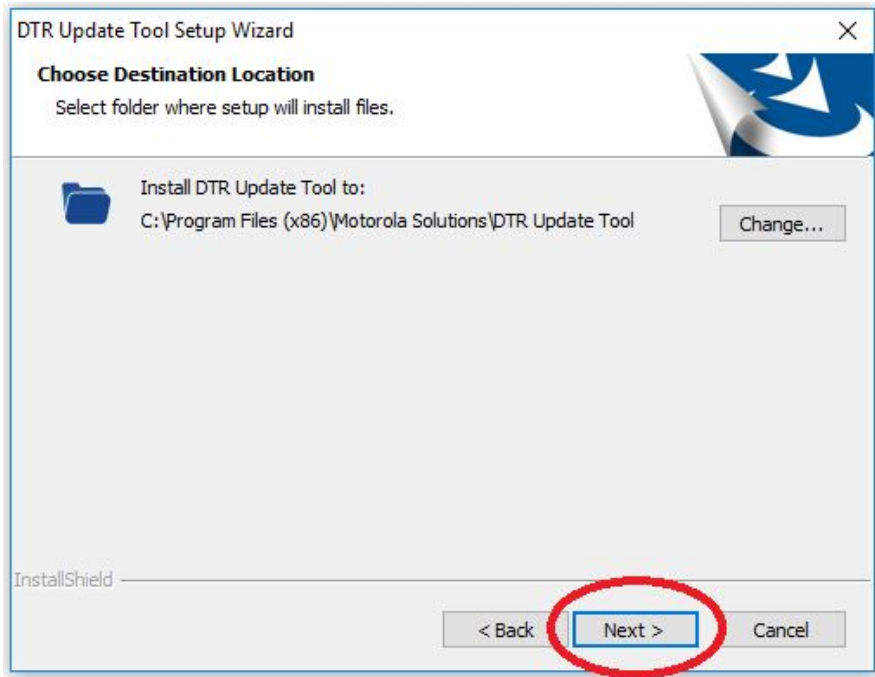 DTR Update Tool Setup Wizard
Choose Destination Location
Select folder where setup will install files.
Install DTR Update Tool to:
C:\Program Files (x86)\Motorola Solutions\DTR Update Tool
Change...
InstallShield
< Back
Next >
Cancel